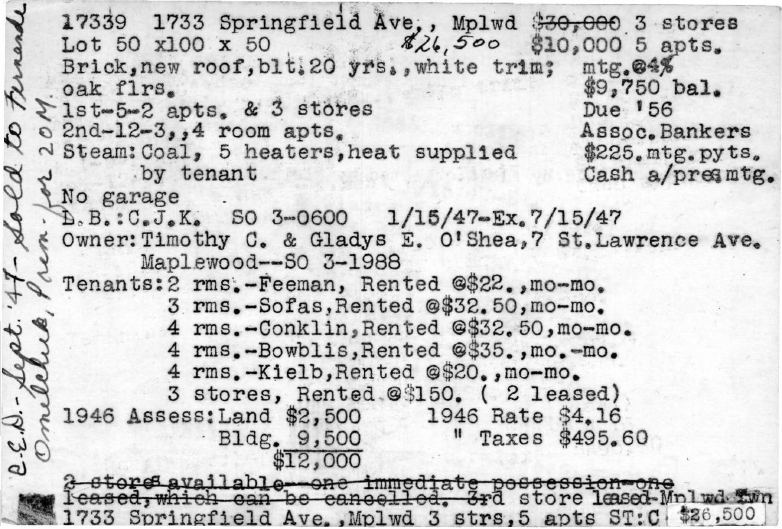 17339 1733 Springfield Ave., Mplwd $30,000 3 stores
Lot 50 x100 x 50 $26,500 $10,000 5 apts.
Brick,new roof,blt.20 yrs.,white trim; mtg.@4%
oak flrs. $9,750 bal.
1st-5-2 apts. & 3 stores Due '56
2nd-12-3,,4 room apts. Assoc.Bankers
Steam:Coal, 5 heaters,heat supplied $225.mtg.pyts.
by tenant Cash a/presmtg.
No garage
L.B.:C.J.K. SO 3-0600 1/15/47-Ex.7/15/47
Owner:Timothy C. & Gladys E. O'Shea,7 St.Lawrence Ave.
Maplewood--SO 3-1988
Tenants:2 rms.-Feeman, Rented @$22.,mo-mo.
3 rms.-Sofas,Rented @$32.50,mo-mo.
4 rms.-Conklin,Rented @$32.50,mo-mo.
4 rms.-Bowblis,Rented @$35.,mo.-mo.
4 rms.-Kielb,Rented @$20.,mo-mo.
3 stores, Rented @$150. ( 2 leased)
1946 Assess:Land $2,500 1946 Rate $4.16
Bldg. 9,500 " Taxes $495.60
$12,000
2 stores available--one immediate possession-one
leased,which can be cancelled. 3rd store leased-Mplwd Twn
1733 Springfield Ave.,Mplwd 3 strs,5 apts ST:C $26,500
C.E.D.- Sept. '47 - Sold to
Prem. for 20M.